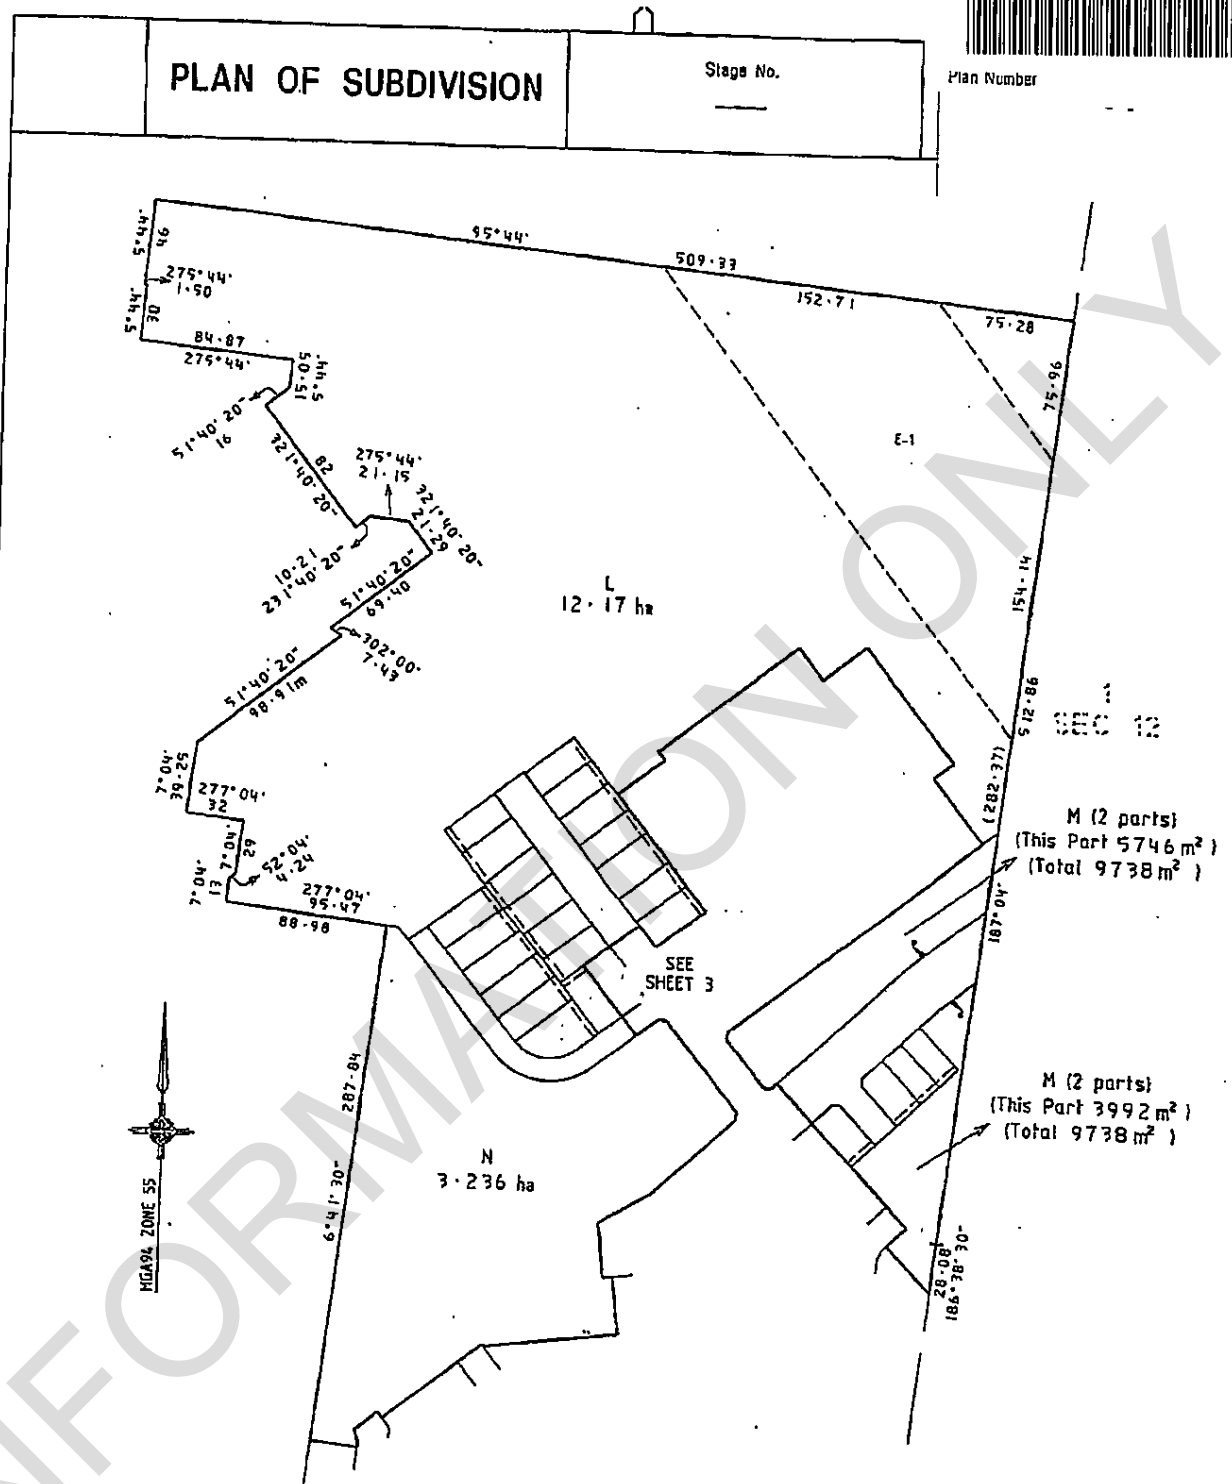 PLAN OF SUBDIVISION
Stage No.
Plan Number
95°44'
509·33
152·71
75·28
5°44'
46
275°44'
1·50
5°44'
30
84·87
275°44'
5°44'
15·05
51°40'20"
16
82
321°40'20"
275°44'
21·15
321°40'20"
21·29
10·21
231°40'20"
51°40'20"
69·40
302°00'
7·43
51°40'20"
98·91m
7°04'
39·25
277°04'
32
7°04'
29
52°04'
4·24
7°04'
17
277°04'
95·47
88·98
75·96
E-1
154·14
L
12·17 ha
512·86
(282·37)
1
SEC 12
M (2 parts)
(This Part 5746 m²)
(Total 9738 m²)
187°04'
SEE
SHEET 3
287·84
6°41'30"
N
3·236 ha
M (2 parts)
(This Part 3992 m²)
(Total 9738 m²)
28·08
186°38'30"
MGA94 ZONE 55
INFORMATION ONLY